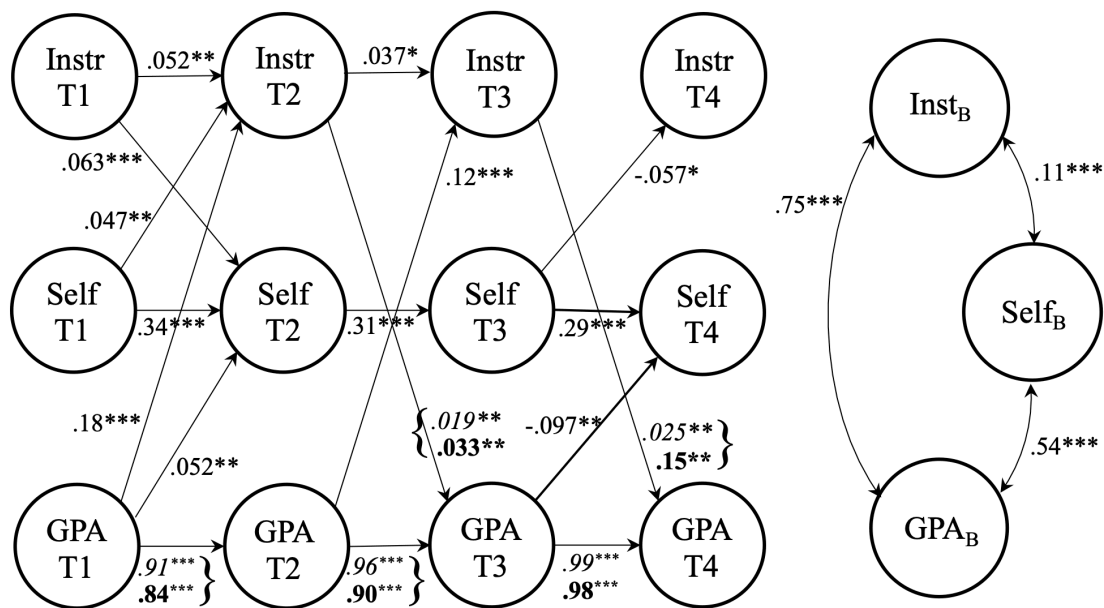 Instr
T1
.052**
Instr
T2
.037*
Instr
T3
Instr
T4
.063***
.047**
.12***
-.057*
Self
T1
.34***
Self
T2
.31***
Self
T3
.29***
Self
T4
.18***
.052**
.019**
.033**
-.097**
.025**
.15**
GPA
T1
.91***
.84***
GPA
T2
.96***
.90***
GPA
T3
.99***
.98***
GPA
T4
InstB
.11***
.75***
SelfB
.54***
GPAB